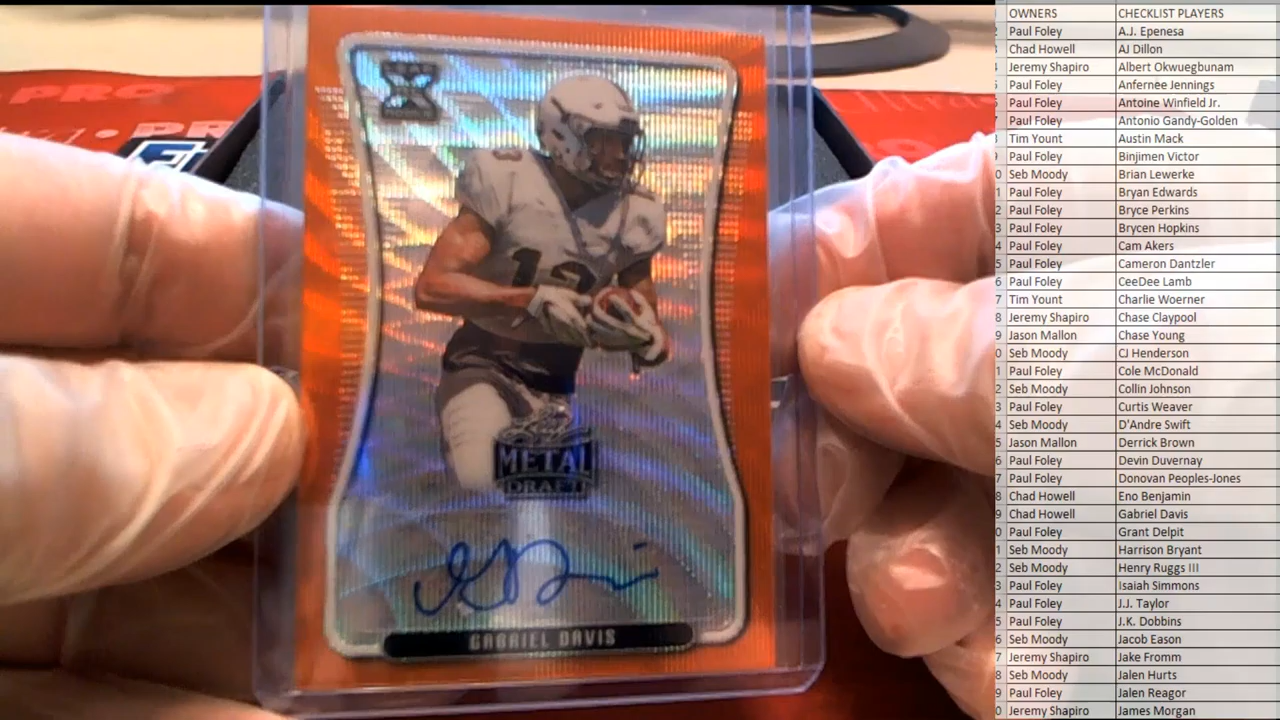 PRO
PR
13
Leaf
METAL
DRAFT
GABRIEL DAVIS
OWNERS CHECKLIST PLAYERS
Paul Foley A.J. Epenesa
Chad Howell AJ Dillon
Jeremy Shapiro Albert Okwuegbunam
Paul Foley Anfernee Jennings
Paul Foley Antoine Winfield Jr.
Paul Foley Antonio Gandy-Golden
Tim Yount Austin Mack
Paul Foley Binjimen Victor
Seb Moody Brian Lewerke
Paul Foley Bryan Edwards
Paul Foley Bryce Perkins
Paul Foley Brycen Hopkins
Paul Foley Cam Akers
Paul Foley Cameron Dantzler
Paul Foley CeeDee Lamb
Tim Yount Charlie Woerner
Jeremy Shapiro Chase Claypool
Jason Mallon Chase Young
Seb Moody CJ Henderson
Paul Foley Cole McDonald
Seb Moody Collin Johnson
Paul Foley Curtis Weaver
Seb Moody D'Andre Swift
Jason Mallon Derrick Brown
Paul Foley Devin Duvernay
Paul Foley Donovan Peoples-Jones
Chad Howell Eno Benjamin
Chad Howell Gabriel Davis
Paul Foley Grant Delpit
Seb Moody Harrison Bryant
Seb Moody Henry Ruggs III
Paul Foley Isaiah Simmons
Paul Foley J.J. Taylor
Paul Foley J.K. Dobbins
Seb Moody Jacob Eason
Jeremy Shapiro Jake Fromm
Seb Moody Jalen Hurts
Paul Foley Jalen Reagor
Jeremy Shapiro James Morgan